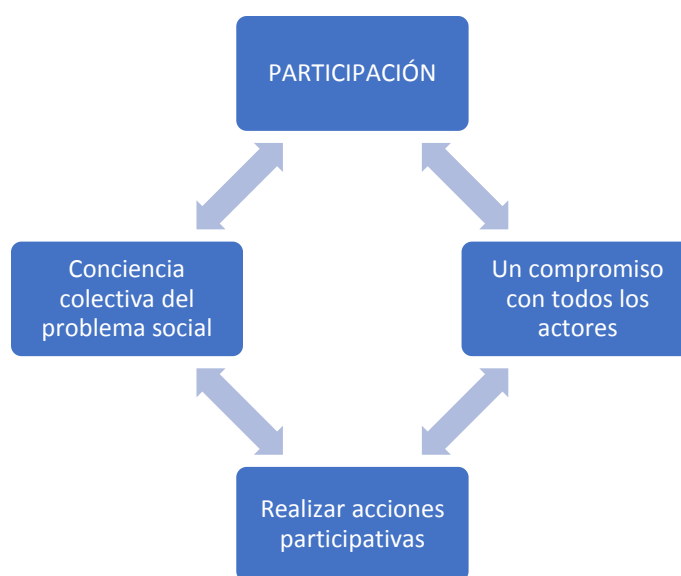 PARTICIPACIÓN
Conciencia
colectiva del
problema social
Un compromiso
con todos los
actores
Realizar acciones
participativas